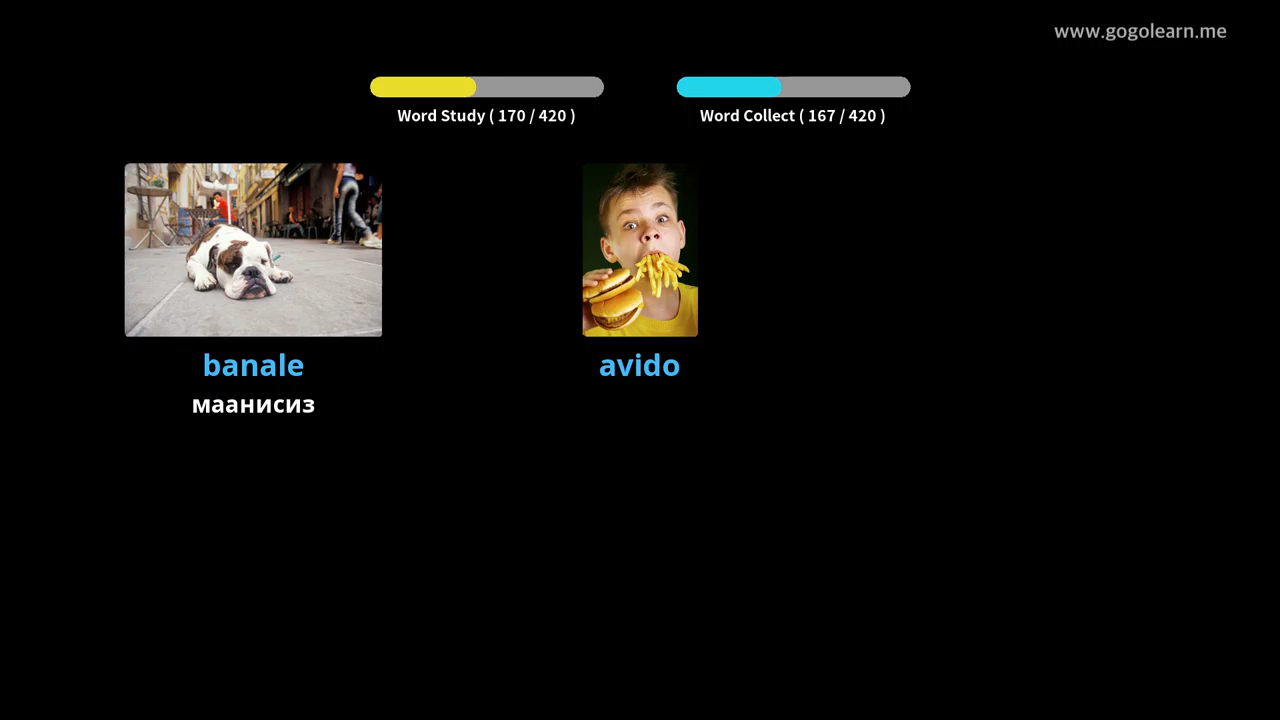 www.gogolearn.me
Word Study ( 170 / 420 )
Word Collect ( 167 / 420 )
banale
маанисиз
avido